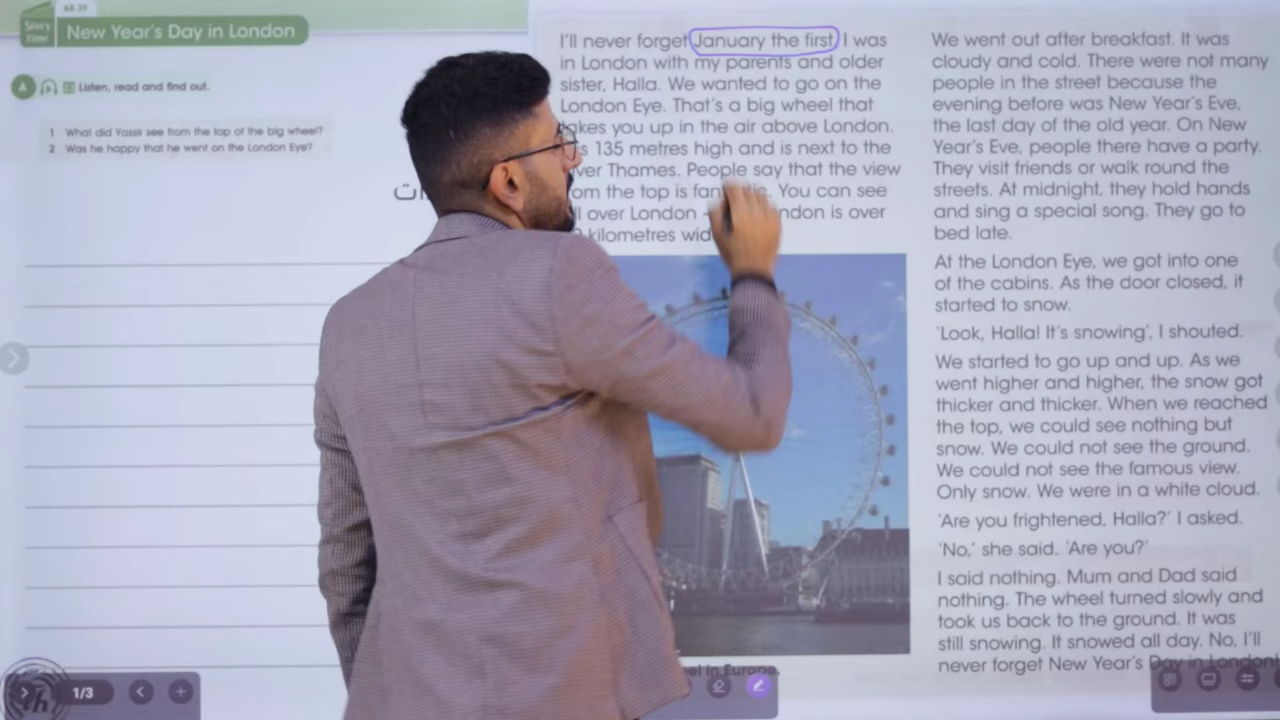 AB 39
Story Time
New Year's Day in London
A
Listen, read and find out.
1 What did Yassir see from the top of the big wheel?
2 Was he happy that he went on the London Eye?
I'll never forget January the first. I was
in London with my parents and older
sister, Halla. We wanted to go on the
London Eye. That's a big wheel that
takes you up in the air above London.
135 metres high and is next to the
Thames. People say that the view
the top is You can see
over London is over
kilometres
We went out after breakfast. It was
cloudy and cold. There were not many
people in the street because the
evening before was New Year's Eve,
the last day of the old year. On New
Year's Eve, people there have a party.
They visit friends or walk round the
streets. At midnight, they hold hands
and sing a special song. They go to
bed late.
At the London Eye, we got into one
of the cabins. As the door closed, it
started to snow.
'Look, Halla! It's snowing', I shouted.
We started to go up and up. As we
went higher and higher, the snow got
thicker and thicker. When we reached
the top, we could see nothing but
snow. We could not see the ground.
We could not see the famous view.
Only snow. We were in a white cloud.
'Are you frightened, Halla?' I asked.
'No,' she said. 'Are you?'
I said nothing. Mum and Dad said
nothing. The wheel turned slowly and
took us back to the ground. It was
still snowing. It snowed all day. No, I'll
never forget New Year's Day in London!
in Europe.
1/3